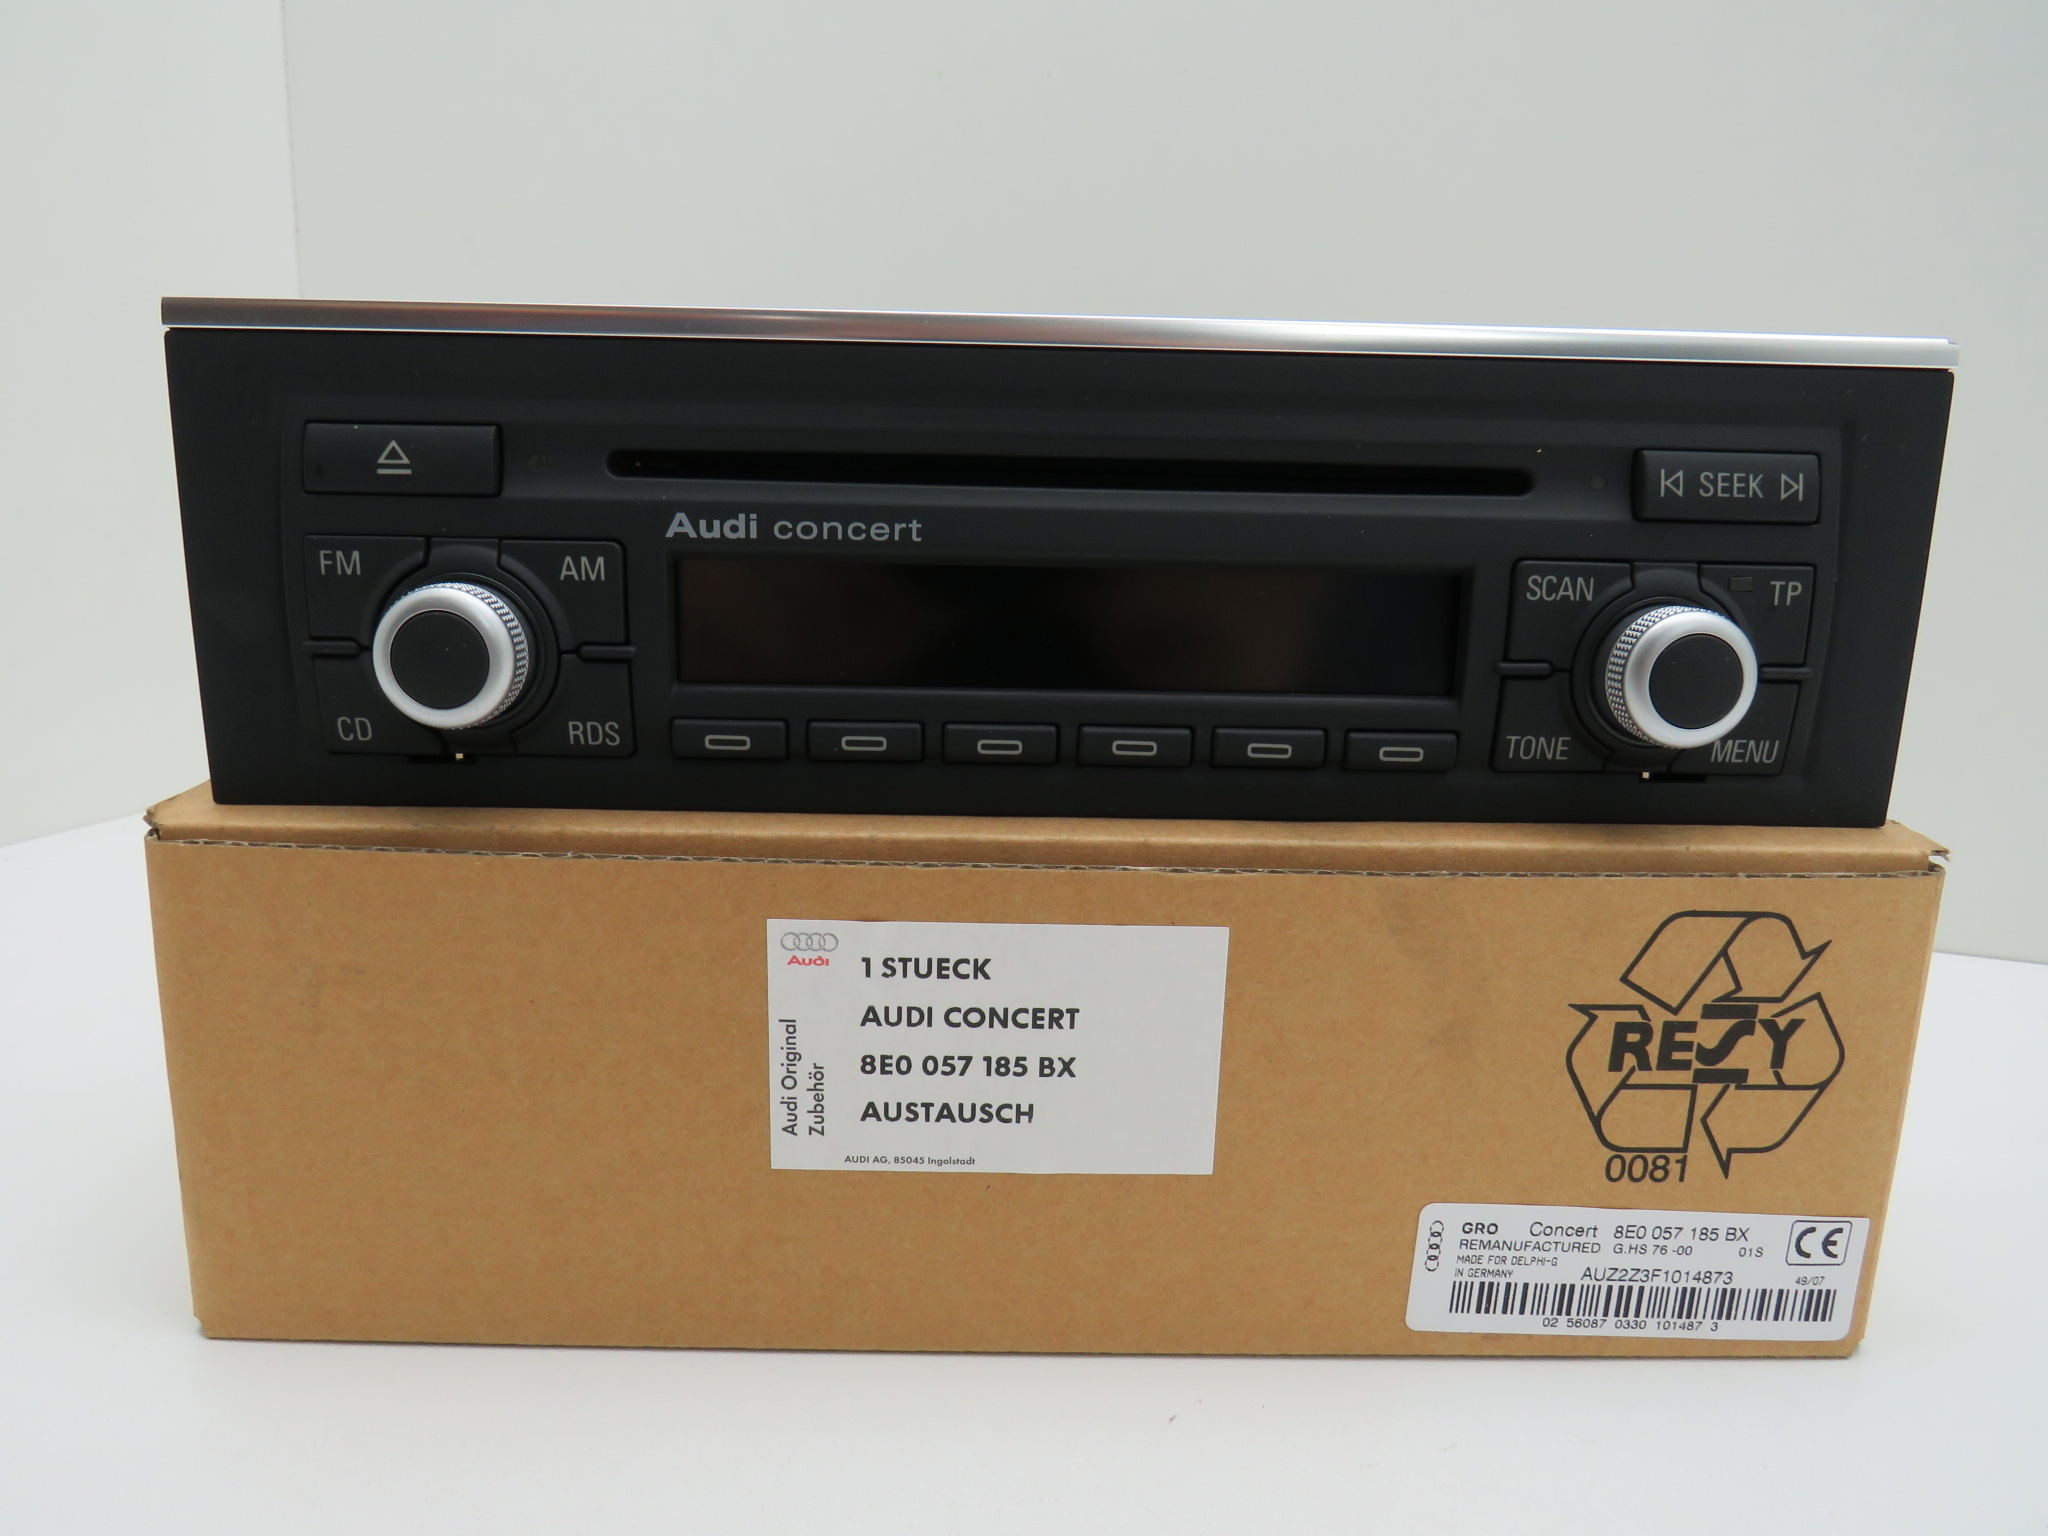 SEEK
Audi concert
FM
AM
SCAN
TP
CD
RDS
TONE
MENU
Audi
Audi Original
Zubehör
1 STUECK
AUDI CONCERT
8E0 057 185 BX
AUSTAUSCH
AUDI AG, 85045 Ingolstadt
RESY
0081
GRO Concert 8E0 057 185 BX
REMANUFACTURED G.HS 76 -00 01S
MADE FOR DELPHI-G
IN GERMANY AUZ2Z3F1014873 49/07
CE
02 56087 0330 101487 3